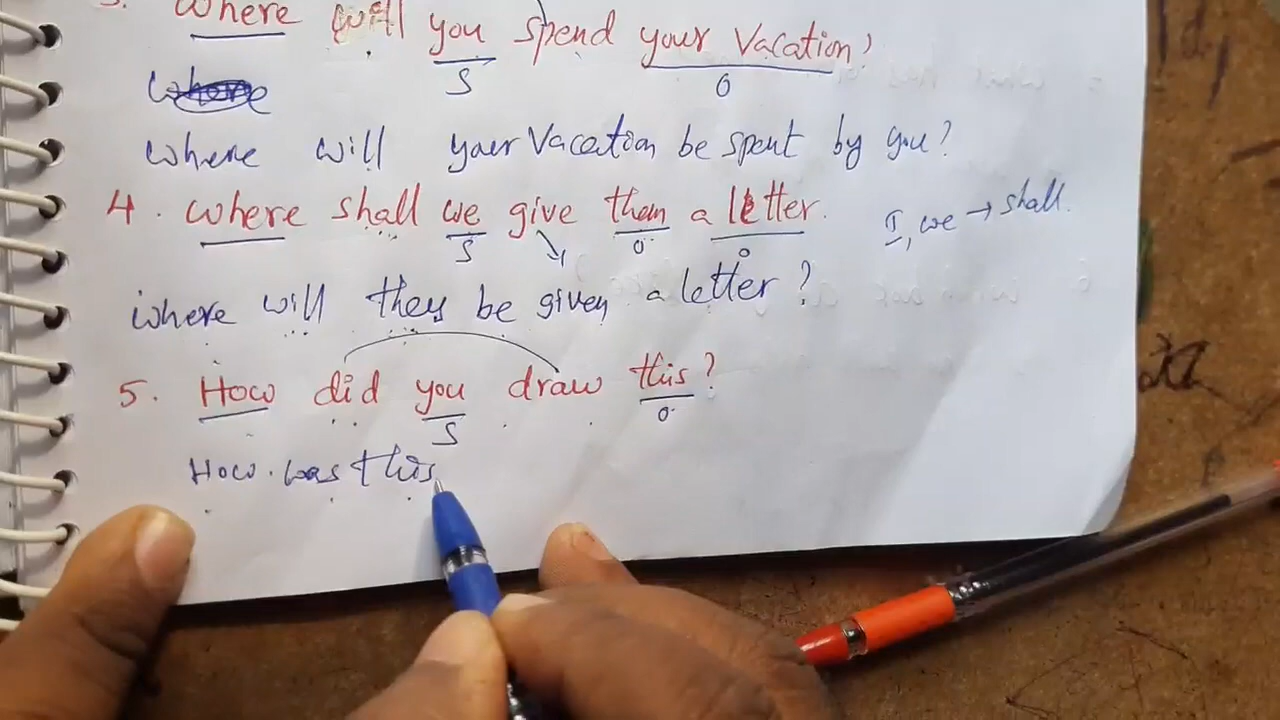 3. Where will you spend your vacation?
S O
Where
Where will your vacation be spent by you?
4. Where shall we give them a letter. I, we → shall.
S O O
Where will they be given a letter?
5. How did you draw this?
S O
How was this